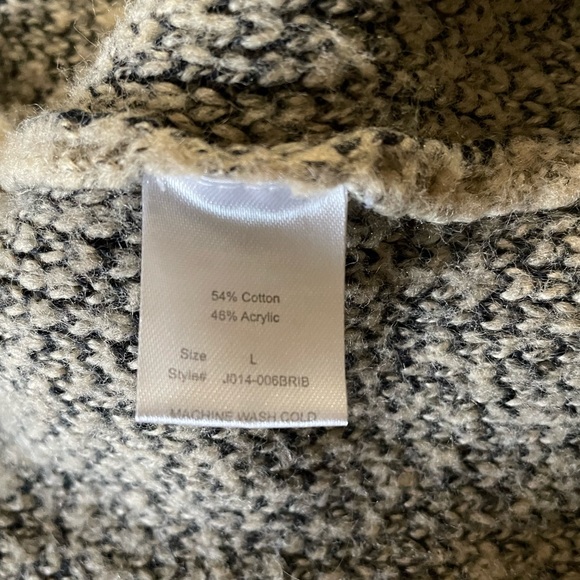 54% Cotton
46% Acrylic
Size L
Style# J014-006BRIB
MACHINE WASH COLD